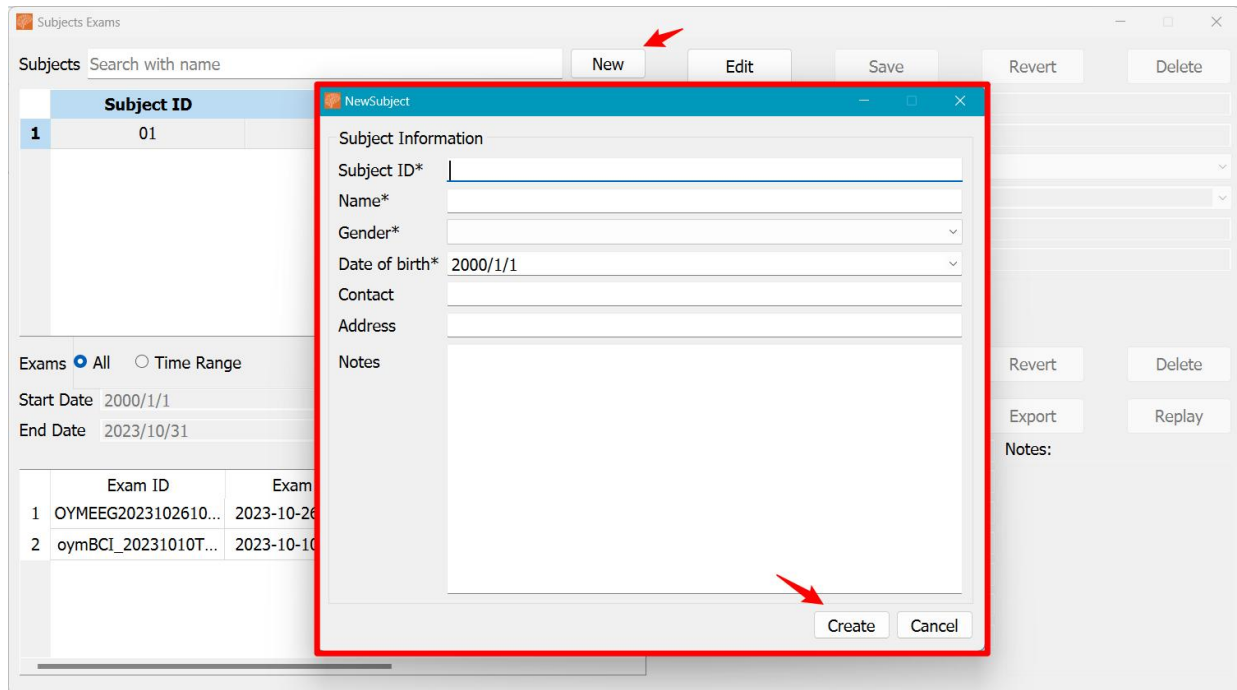 Subjects Exams
Subjects Search with name New Edit Save Revert Delete
Subject ID
1 01
NewSubject
Subject Information
Subject ID*
Name*
Gender*
Date of birth* 2000/1/1
Contact
Address
Notes
Create Cancel
Exams All Time Range Revert Delete
Start Date 2000/1/1
End Date 2023/10/31
Export Replay
Notes:
Exam ID Exam
1 OYMEEG2023102610... 2023-10-26
2 oymBCI_20231010T... 2023-10-10